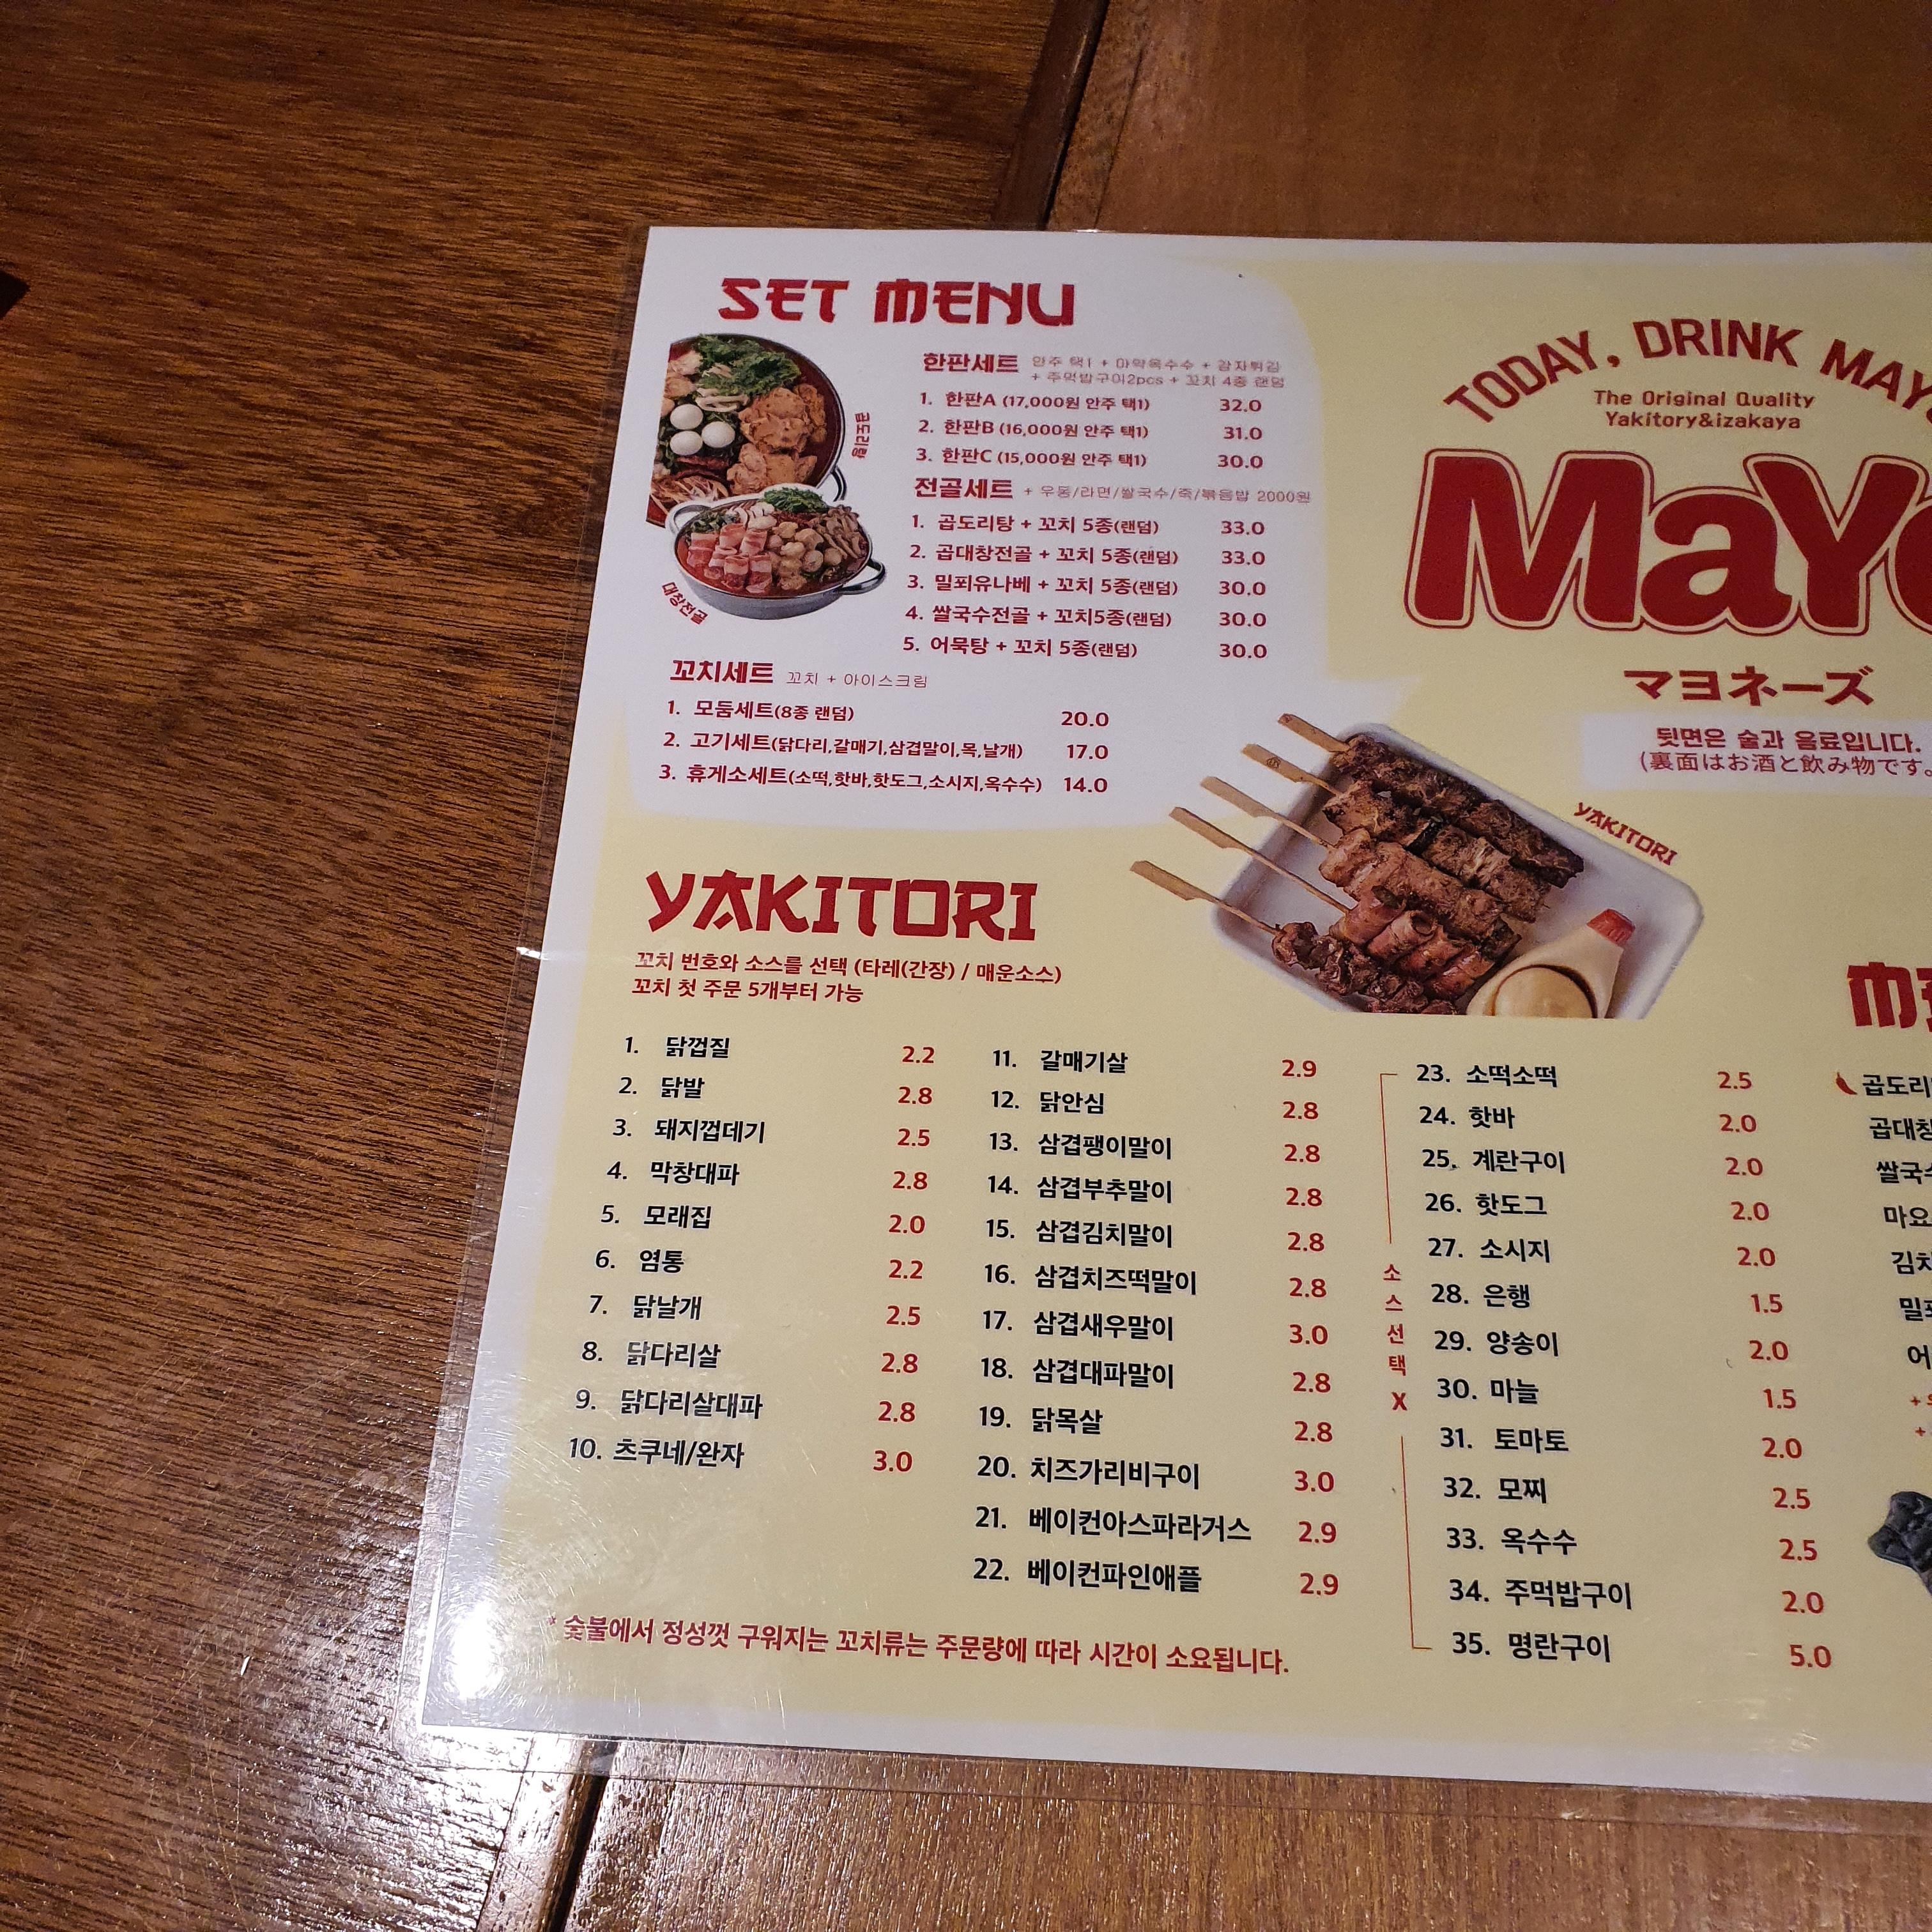 SET MENU
한판세트 안주 택1 + 마약옥수수 + 감자튀김
+ 주먹밥구이2pcs + 꼬치 4종 랜덤
1. 한판A (17,000원 안주 택1) 32.0
2. 한판B (16,000원 안주 택1) 31.0
3. 한판C (15,000원 안주 택1) 30.0
전골세트 + 우동/라면/쌀국수/죽/볶음밥 2000원
1. 곱도리탕 + 꼬치 5종(랜덤) 33.0
2. 곱대창전골 + 꼬치 5종(랜덤) 33.0
3. 밀푀유나베 + 꼬치 5종(랜덤) 30.0
4. 쌀국수전골 + 꼬치5종(랜덤) 30.0
5. 어묵탕 + 꼬치 5종(랜덤) 30.0
곱도리탕
대창전골
꼬치세트 꼬치 + 아이스크림
1. 모둠세트(8종 랜덤) 20.0
2. 고기세트(닭다리,갈매기,삼겹말이,목,날개) 17.0
3. 휴게소세트(소떡,핫바,핫도그,소시지,옥수수) 14.0
TODAY, DRINK MAY
The Original Quality
Yakitory&izakaya
MaYo
マヨネーズ
뒷면은 술과 음료입니다.
(裏面はお酒と飲み物です。
YAKITORI
YAKITORI
꼬치 번호와 소스를 선택 (타레(간장) / 매운소스)
꼬치 첫 주문 5개부터 가능
1. 닭껍질 2.2
2. 닭발 2.8
3. 돼지껍데기 2.5
4. 막창대파 2.8
5. 모래집 2.0
6. 염통 2.2
7. 닭날개 2.5
8. 닭다리살 2.8
9. 닭다리살대파 2.8
10. 츠쿠네/완자 3.0
11. 갈매기살 2.9
12. 닭안심 2.8
13. 삼겹팽이말이 2.8
14. 삼겹부추말이 2.8
15. 삼겹김치말이 2.8
16. 삼겹치즈떡말이 2.8
17. 삼겹새우말이 3.0
18. 삼겹대파말이 2.8
19. 닭목살 2.8
20. 치즈가리비구이 3.0
21. 베이컨아스파라거스 2.9
22. 베이컨파인애플 2.9
소스선택 X
23. 소떡소떡 2.5
24. 핫바 2.0
25. 계란구이 2.0
26. 핫도그 2.0
27. 소시지 2.0
28. 은행 1.5
29. 양송이 2.0
30. 마늘 1.5
31. 토마토 2.0
32. 모찌 2.5
33. 옥수수 2.5
34. 주먹밥구이 2.0
35. 명란구이 5.0
* 숯불에서 정성껏 구워지는 꼬치류는 주문량에 따라 시간이 소요됩니다.
곱도리
곱대창
쌀국수
마요
김치
밀푀
어